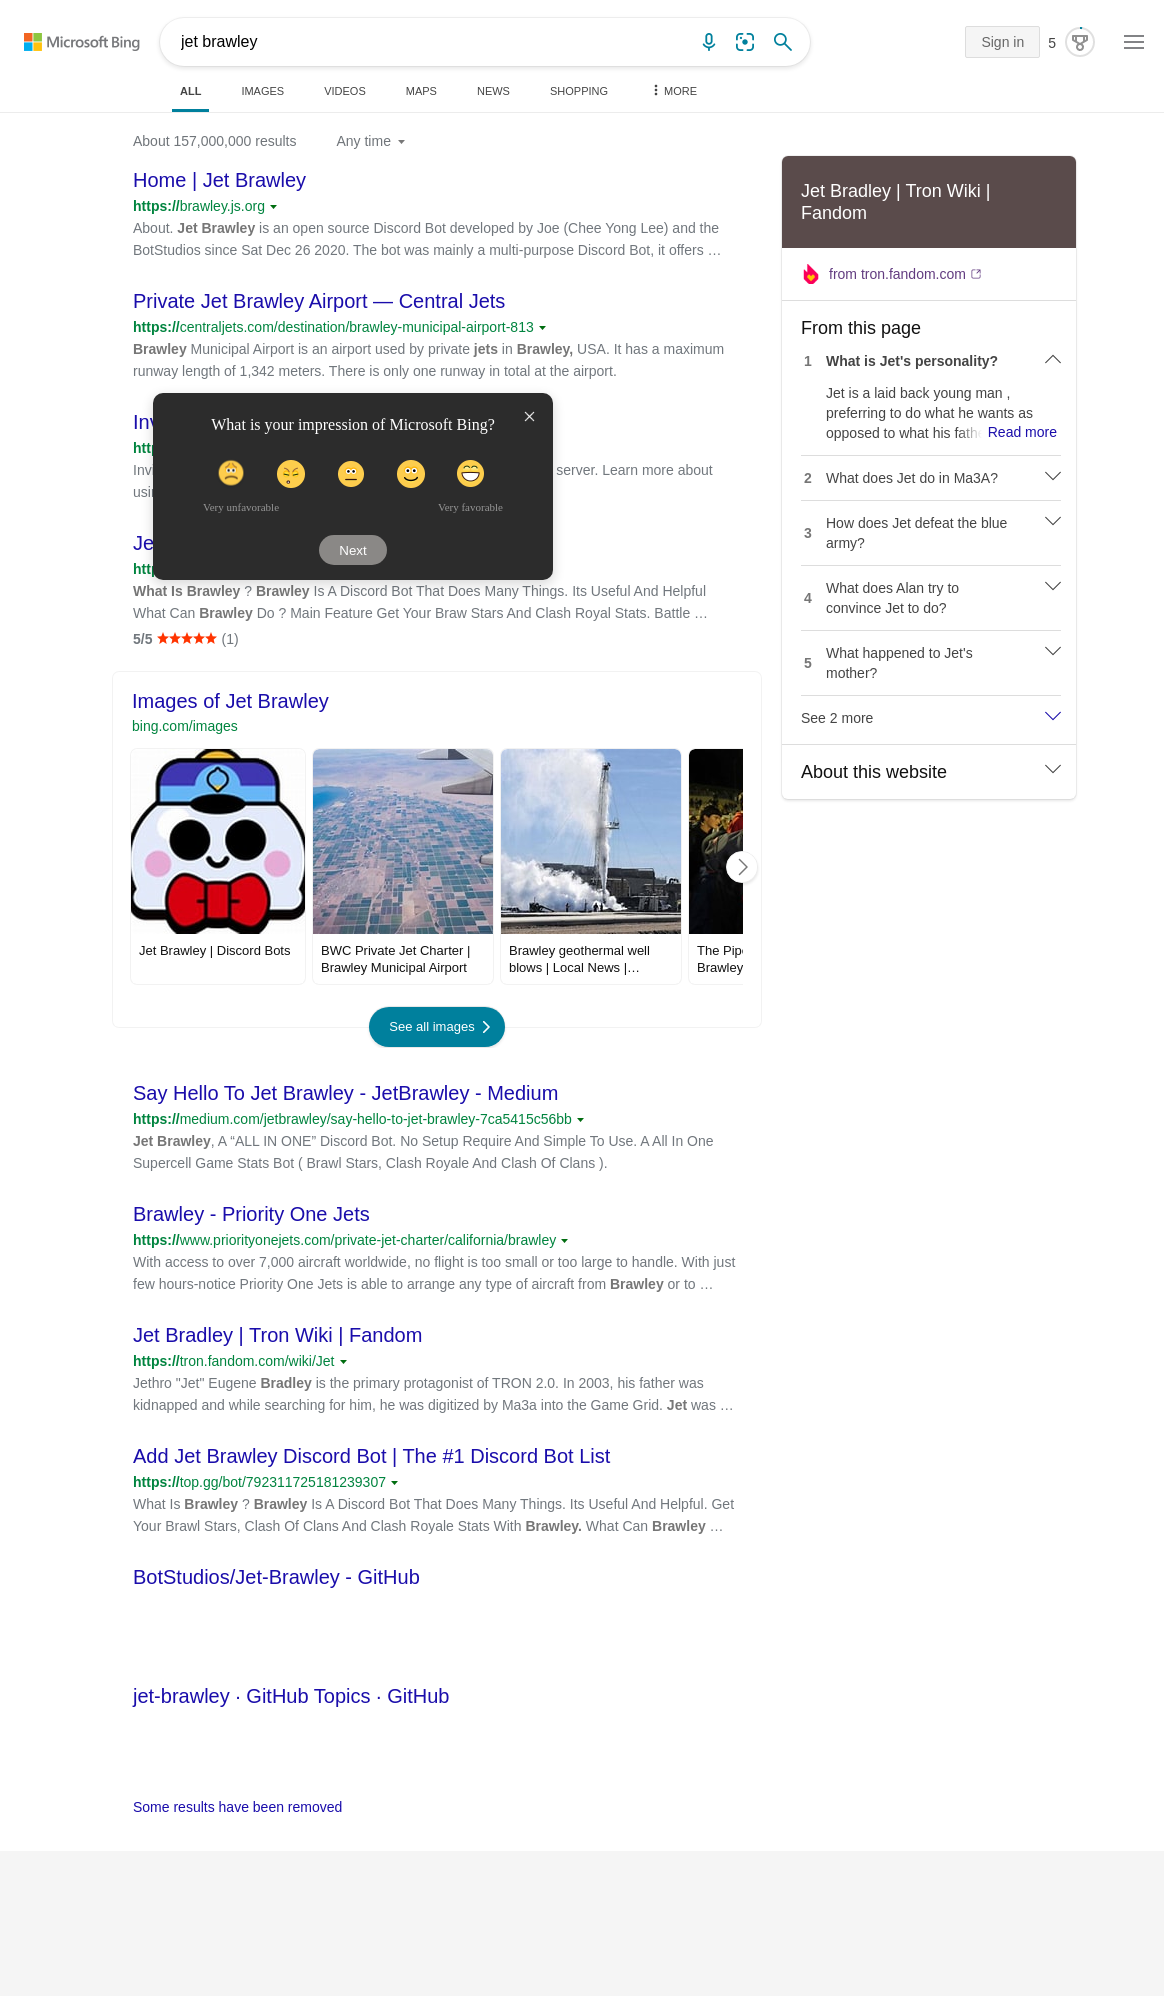 Microsoft Bing
jet brawley
Sign in
5
ALL
IMAGES
VIDEOS
MAPS
NEWS
SHOPPING
MORE
About 157,000,000 results
Any time
Home | Jet Brawley
https://brawley.js.org
About. Jet Brawley is an open source Discord Bot developed by Joe (Chee Yong Lee) and the
BotStudios since Sat Dec 26 2020. The bot was mainly a multi-purpose Discord Bot, it offers …
Private Jet Brawley Airport — Central Jets
https://centraljets.com/destination/brawley-municipal-airport-813
Brawley Municipal Airport is an airport used by private jets in Brawley, USA. It has a maximum
runway length of 1,342 meters. There is only one runway in total at the airport.
server. Learn more about
What is your impression of Microsoft Bing?
Very unfavorable
Very favorable
Next
What Is Brawley ? Brawley Is A Discord Bot That Does Many Things. Its Useful And Helpful
What Can Brawley Do ? Main Feature Get Your Braw Stars And Clash Royal Stats. Battle …
5/5 (1)
Images of Jet Brawley
bing.com/images
Jet Brawley | Discord Bots
BWC Private Jet Charter |
Brawley Municipal Airport
Brawley geothermal well
blows | Local News |…
The Pip
Brawley
See all images
Say Hello To Jet Brawley - JetBrawley - Medium
https://medium.com/jetbrawley/say-hello-to-jet-brawley-7ca5415c56bb
Jet Brawley, A “ALL IN ONE” Discord Bot. No Setup Require And Simple To Use. A All In One
Supercell Game Stats Bot ( Brawl Stars, Clash Royale And Clash Of Clans ).
Brawley - Priority One Jets
https://www.priorityonejets.com/private-jet-charter/california/brawley
With access to over 7,000 aircraft worldwide, no flight is too small or too large to handle. With just
few hours-notice Priority One Jets is able to arrange any type of aircraft from Brawley or to …
Jet Bradley | Tron Wiki | Fandom
https://tron.fandom.com/wiki/Jet
Jethro "Jet" Eugene Bradley is the primary protagonist of TRON 2.0. In 2003, his father was
kidnapped and while searching for him, he was digitized by Ma3a into the Game Grid. Jet was …
Add Jet Brawley Discord Bot | The #1 Discord Bot List
https://top.gg/bot/792311725181239307
What Is Brawley ? Brawley Is A Discord Bot That Does Many Things. Its Useful And Helpful. Get
Your Brawl Stars, Clash Of Clans And Clash Royale Stats With Brawley. What Can Brawley …
BotStudios/Jet-Brawley - GitHub
jet-brawley · GitHub Topics · GitHub
Some results have been removed
Jet Bradley | Tron Wiki |
Fandom
from tron.fandom.com
From this page
1 What is Jet's personality?
Jet is a laid back young man ,
preferring to do what he wants as
opposed to what his fath Read more
2 What does Jet do in Ma3A?
3 How does Jet defeat the blue
army?
4 What does Alan try to
convince Jet to do?
5 What happened to Jet's
mother?
See 2 more
About this website